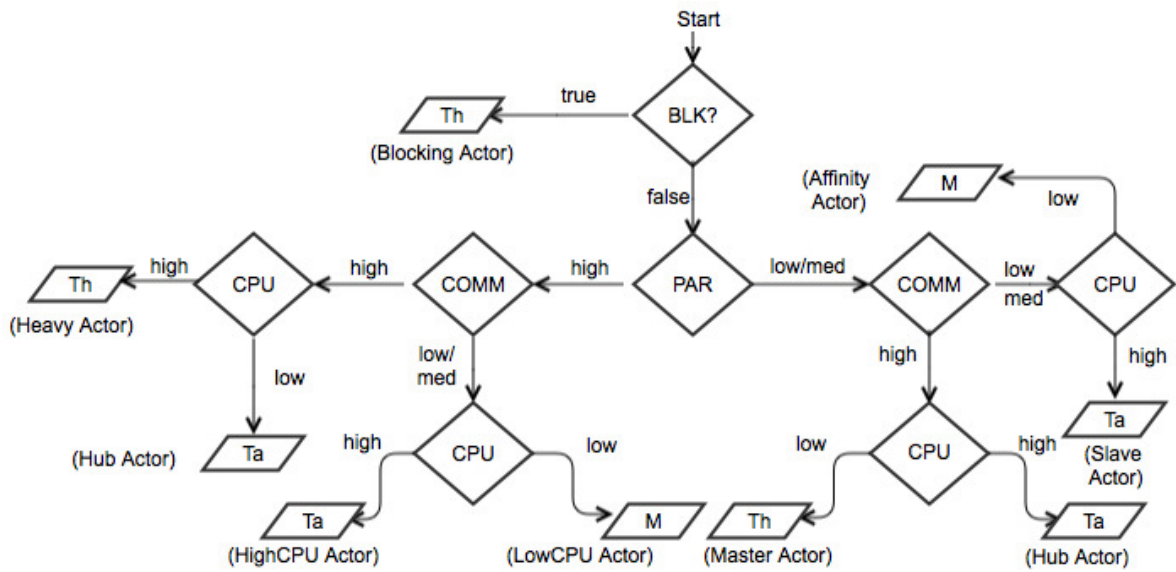 Start
BLK?
true
Th
(Blocking Actor)
false
(Affinity
Actor)
M
low
CPU
high
Th
(Heavy Actor)
high
COMM
high
PAR
low/med
COMM
low
med
CPU
low
(Hub Actor)
Ta
low/
med
high
CPU
low
Ta
(HighCPU Actor)
M
(LowCPU Actor)
high
low
CPU
high
Th
(Master Actor)
Ta
(Hub Actor)
high
Ta
(Slave
Actor)